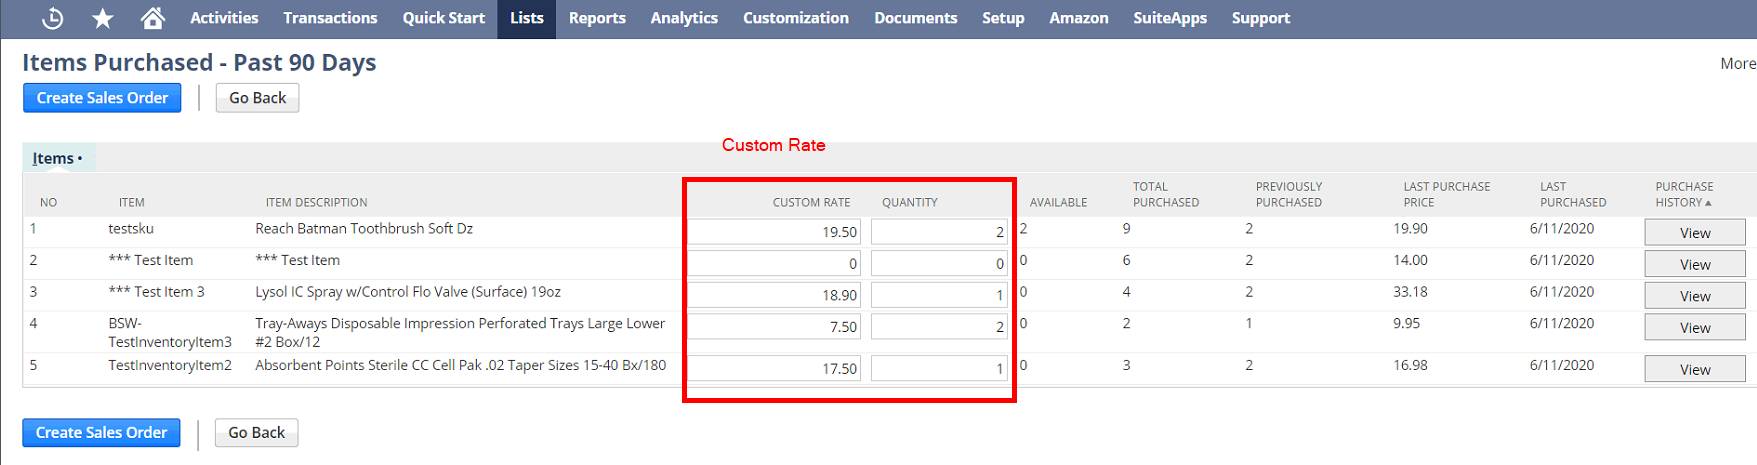 Activities Transactions Quick Start Lists Reports Analytics Customization Documents Setup Amazon SuiteApps Support
Items Purchased - Past 90 Days
More
Create Sales Order Go Back
Custom Rate
Items •
NO ITEM ITEM DESCRIPTION CUSTOM RATE QUANTITY AVAILABLE TOTAL PURCHASED PREVIOUSLY PURCHASED LAST PURCHASE PRICE LAST PURCHASED PURCHASE HISTORY ▲
1 testsku Reach Batman Toothbrush Soft Dz 19.50 2 2 9 2 19.90 6/11/2020 View
2 *** Test Item *** Test Item 0 0 0 6 2 14.00 6/11/2020 View
3 *** Test Item 3 Lysol IC Spray w/Control Flo Valve (Surface) 19oz 18.90 1 0 4 2 33.18 6/11/2020 View
4 BSW- Tray-Aways Disposable Impression Perforated Trays Large Lower 7.50 2 0 2 1 9.95 6/11/2020 View
TestInventoryItem3 #2 Box/12
5 TestInventoryItem2 Absorbent Points Sterile CC Cell Pak .02 Taper Sizes 15-40 Bx/180 17.50 1 0 3 2 16.98 6/11/2020 View
Create Sales Order Go Back